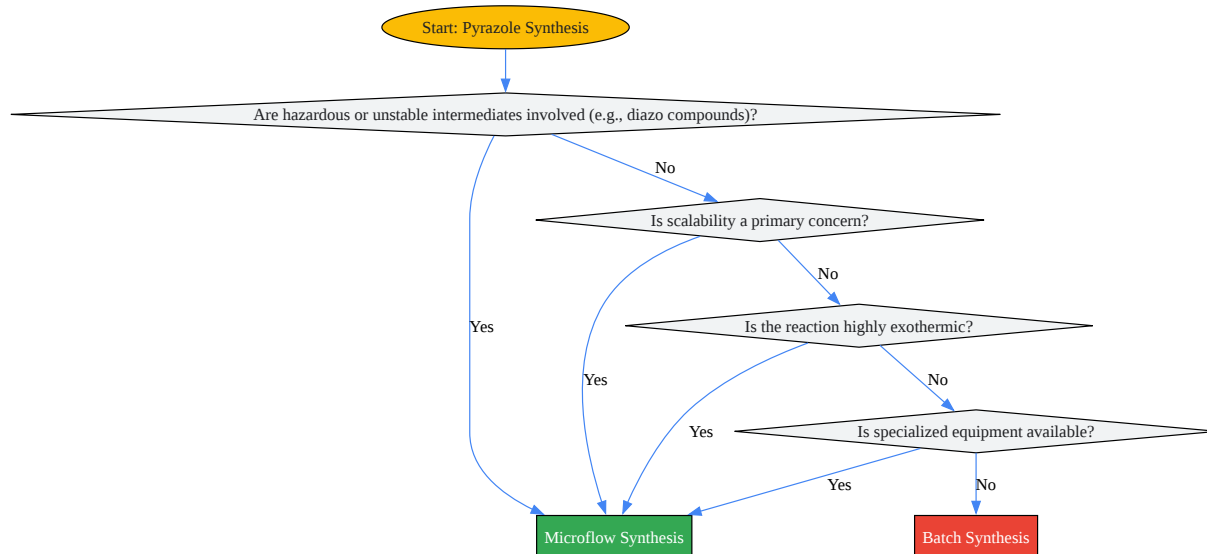 Start: Pyrazole Synthesis
Are hazardous or unstable intermediates involved (e.g., diazo compounds)?
No
Is scalability a primary concern?
No
Is the reaction highly exothermic?
Yes
Yes
No
Yes
Is specialized equipment available?
Yes
No
Microflow Synthesis
Batch Synthesis